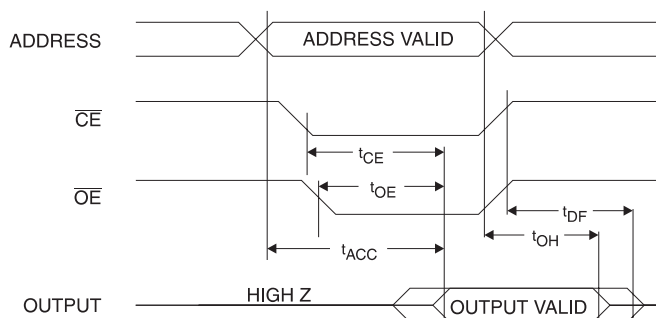 ADDRESS
ADDRESS VALID
CE
tCE
OE
tOE
tDF
tOH
tACC
OUTPUT
HIGH Z
OUTPUT VALID